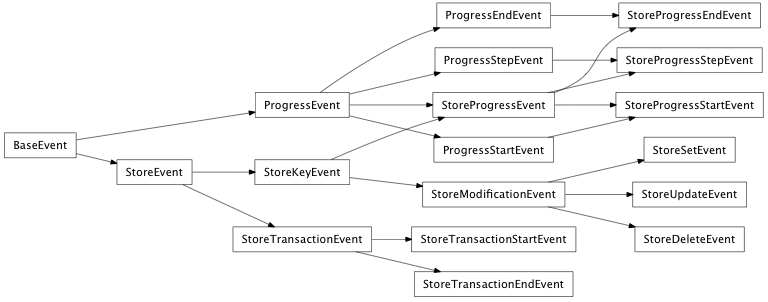 ProgressEndEvent
StoreProgressEndEvent
ProgressStepEvent
StoreProgressStepEvent
ProgressEvent
StoreProgressEvent
StoreProgressStartEvent
BaseEvent
ProgressStartEvent
StoreSetEvent
StoreEvent
StoreKeyEvent
StoreModificationEvent
StoreUpdateEvent
StoreTransactionEvent
StoreTransactionStartEvent
StoreDeleteEvent
StoreTransactionEndEvent